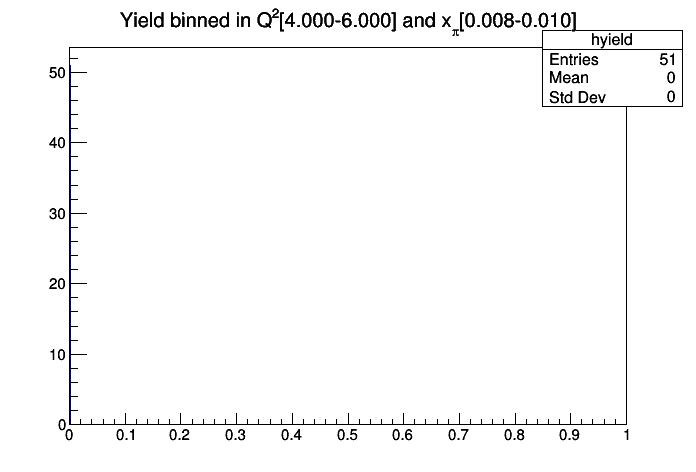 Yield binned in Q²[4.000-6.000] and x_π[0.008-0.010]
hyield
Entries 51
Mean 0
Std Dev 0
50
40
30
20
10
0
0 0.1 0.2 0.3 0.4 0.5 0.6 0.7 0.8 0.9 1